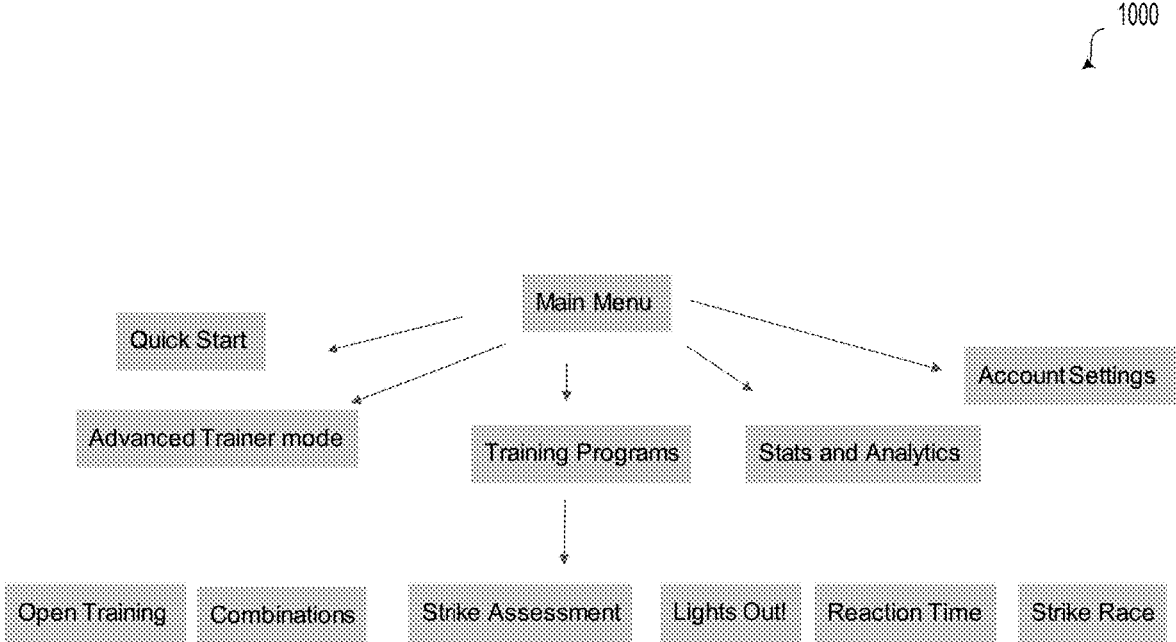 1000
Main Menu
Quick Start
Account Settings
Advanced Trainer mode
Training Programs
Stats and Analytics
Open Training
Combinations
Strike Assessment
Lights Out!
Reaction Time
Strike Race